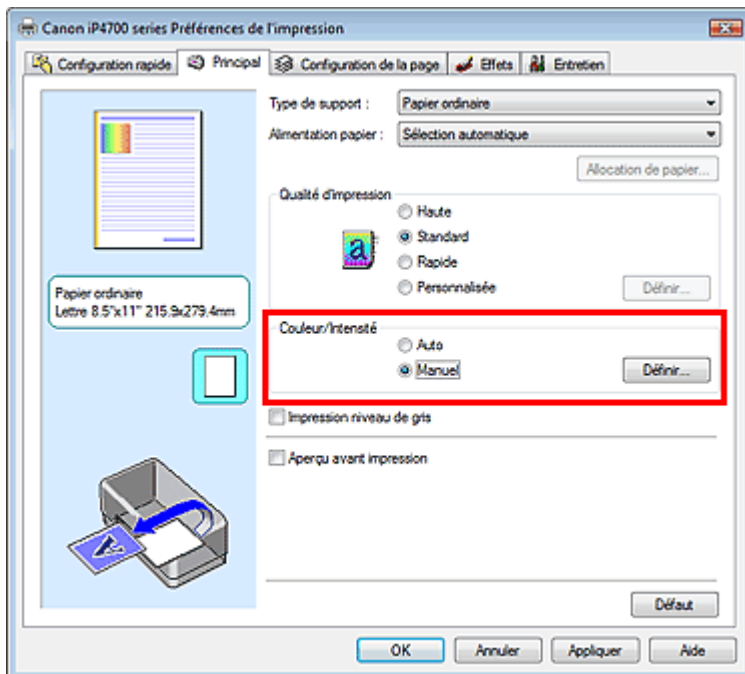 Canon iP4700 series Préférences de l'impression
Configuration rapide Principal Configuration de la page Effets Entretien
Type de support : Papier ordinaire
Alimentation papier : Sélection automatique
Allocation de papier...
Qualité d'impression
Haute
Standard
Rapide
Personnalisée Définir...
Papier ordinaire
Lettre 8.5"x11" 215.9x279.4mm
Couleur/Intensité
Auto
Manuel Définir...
Impression niveau de gris
Aperçu avant impression
Défaut
OK Annuler Appliquer Aide